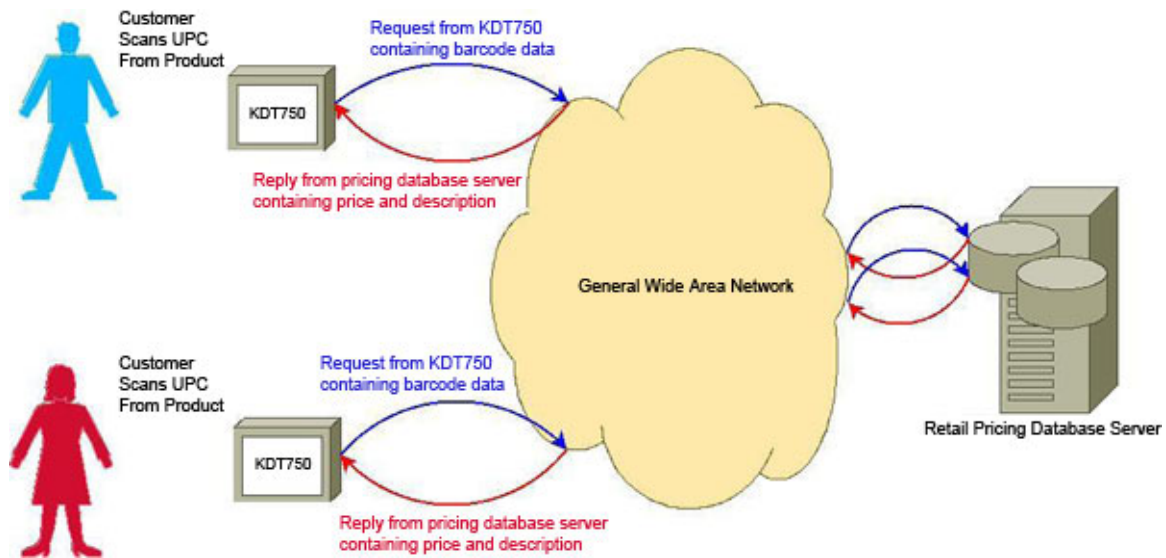 Customer
Scans UPC
From Product
KDT750
Request from KDT750
containing barcode data
Reply from pricing database server
containing price and description
General Wide Area Network
Retail Pricing Database Server
Customer
Scans UPC
From Product
KDT750
Request from KDT750
containing barcode data
Reply from pricing database server
containing price and description